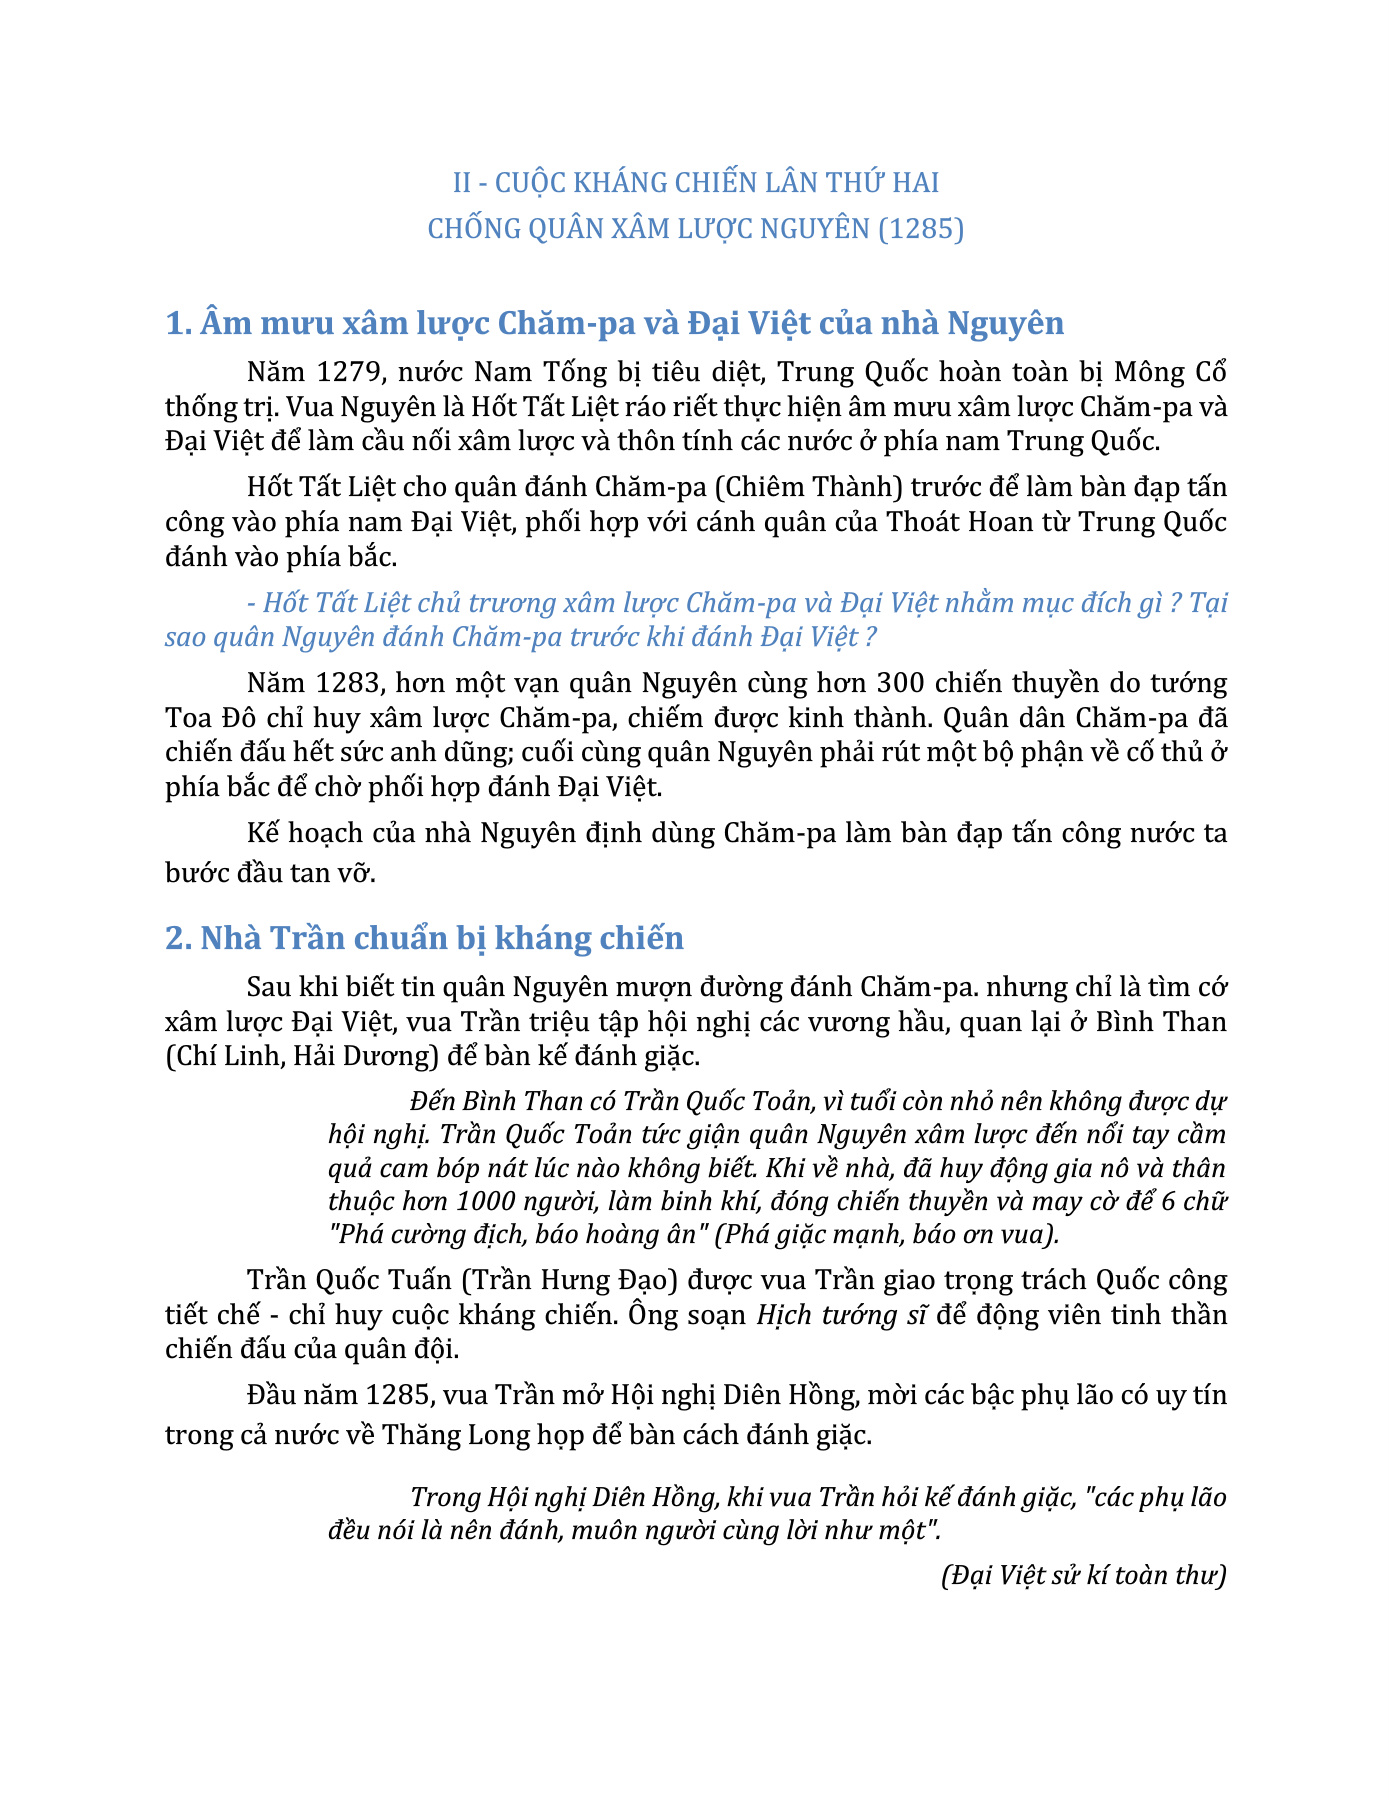 II - CUỘC KHÁNG CHIẾN LÂN THỨ HAI
CHỐNG QUÂN XÂM LƯỢC NGUYÊN (1285)
1. Âm mưu xâm lược Chăm-pa và Đại Việt của nhà Nguyên
Năm 1279, nước Nam Tống bị tiêu diệt, Trung Quốc hoàn toàn bị Mông Cổ
thống trị. Vua Nguyên là Hốt Tất Liệt ráo riết thực hiện âm mưu xâm lược Chăm-pa và
Đại Việt để làm cầu nối xâm lược và thôn tính các nước ở phía nam Trung Quốc.
Hốt Tất Liệt cho quân đánh Chăm-pa (Chiêm Thành) trước để làm bàn đạp tấn
công vào phía nam Đại Việt, phối hợp với cánh quân của Thoát Hoan từ Trung Quốc
đánh vào phía bắc.
- Hốt Tất Liệt chủ trương xâm lược Chăm-pa và Đại Việt nhằm mục đích gì ? Tại
sao quân Nguyên đánh Chăm-pa trước khi đánh Đại Việt ?
Năm 1283, hơn một vạn quân Nguyên cùng hơn 300 chiến thuyền do tướng
Toa Đô chỉ huy xâm lược Chăm-pa, chiếm được kinh thành. Quân dân Chăm-pa đã
chiến đấu hết sức anh dũng; cuối cùng quân Nguyên phải rút một bộ phận về cố thủ ở
phía bắc để chờ phối hợp đánh Đại Việt.
Kế hoạch của nhà Nguyên định dùng Chăm-pa làm bàn đạp tấn công nước ta
bước đầu tan vỡ.
2. Nhà Trần chuẩn bị kháng chiến
Sau khi biết tin quân Nguyên mượn đường đánh Chăm-pa. nhưng chỉ là tìm cớ
xâm lược Đại Việt, vua Trần triệu tập hội nghị các vương hầu, quan lại ở Bình Than
(Chí Linh, Hải Dương) để bàn kế đánh giặc.
Đến Bình Than có Trần Quốc Toản, vì tuổi còn nhỏ nên không được dự
hội nghị. Trần Quốc Toản tức giận quân Nguyên xâm lược đến nổi tay cầm
quả cam bóp nát lúc nào không biết. Khi về nhà, đã huy động gia nô và thân
thuộc hơn 1000 người, làm binh khí, đóng chiến thuyền và may cờ để 6 chữ
"Phá cường địch, báo hoàng ân" (Phá giặc mạnh, báo ơn vua).
Trần Quốc Tuấn (Trần Hưng Đạo) được vua Trần giao trọng trách Quốc công
tiết chế - chỉ huy cuộc kháng chiến. Ông soạn Hịch tướng sĩ để động viên tinh thần
chiến đấu của quân đội.
Đầu năm 1285, vua Trần mở Hội nghị Diên Hồng, mời các bậc phụ lão có uy tín
trong cả nước về Thăng Long họp để bàn cách đánh giặc.
Trong Hội nghị Diên Hồng, khi vua Trần hỏi kế đánh giặc, "các phụ lão
đều nói là nên đánh, muôn người cùng lời như một".
(Đại Việt sử kí toàn thư)